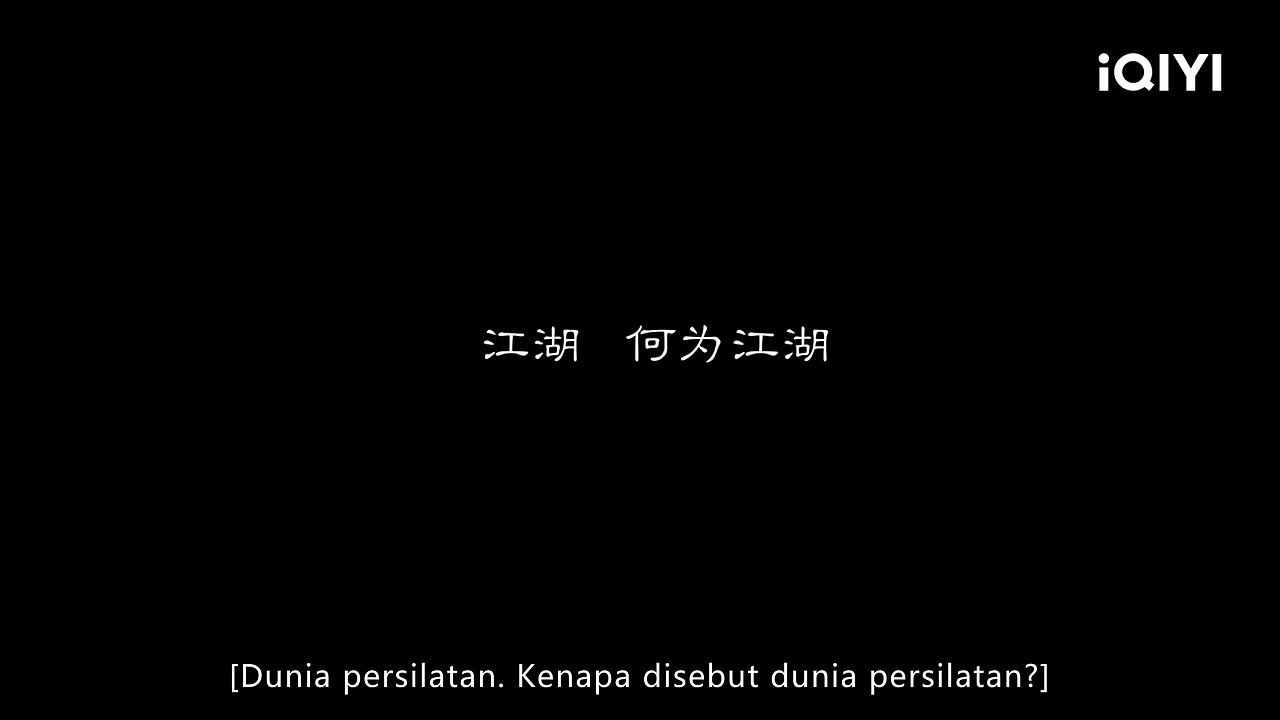 iQIYI
江湖 何为江湖
[Dunia persilatan. Kenapa disebut dunia persilatan?]